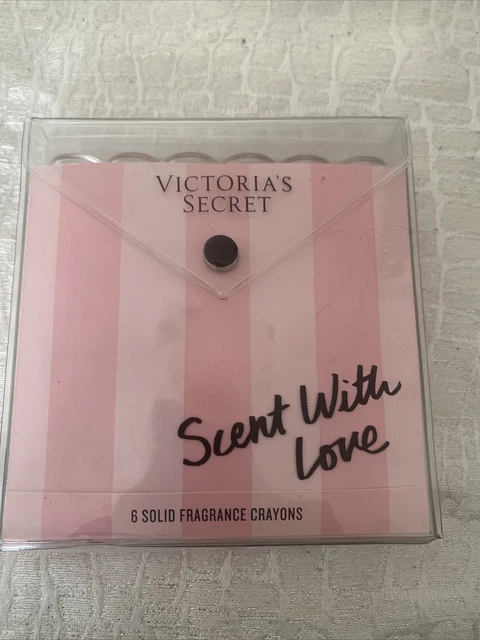 VICTORIA'S
SECRET
Scent With
Love
6 SOLID FRAGRANCE CRAYONS